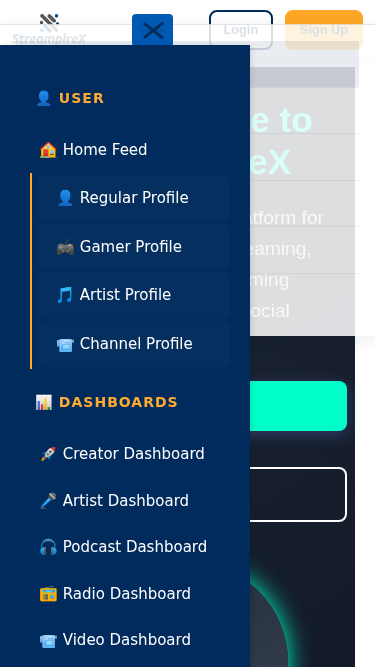 StreampireX
Login
Sign Up
👤 USER
🏠 Home Feed
👤 Regular Profile
🎮 Gamer Profile
🎵 Artist Profile
📹 Channel Profile
📊 DASHBOARDS
🚀 Creator Dashboard
🎤 Artist Dashboard
🎧 Podcast Dashboard
📻 Radio Dashboard
📹 Video Dashboard
e to
eX
atform for
eaming,
ming
ocial